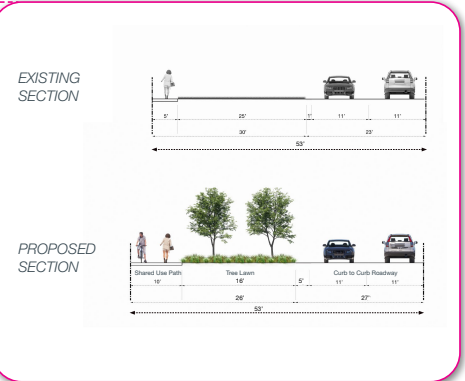 EXISTING
SECTION
5' 25' 1' 11' 11'
30' 23'
53'
PROPOSED
SECTION
Shared Use Path Tree Lawn Curb to Curb Roadway
10' 16' 5' 11' 11'
26' 27'
53'